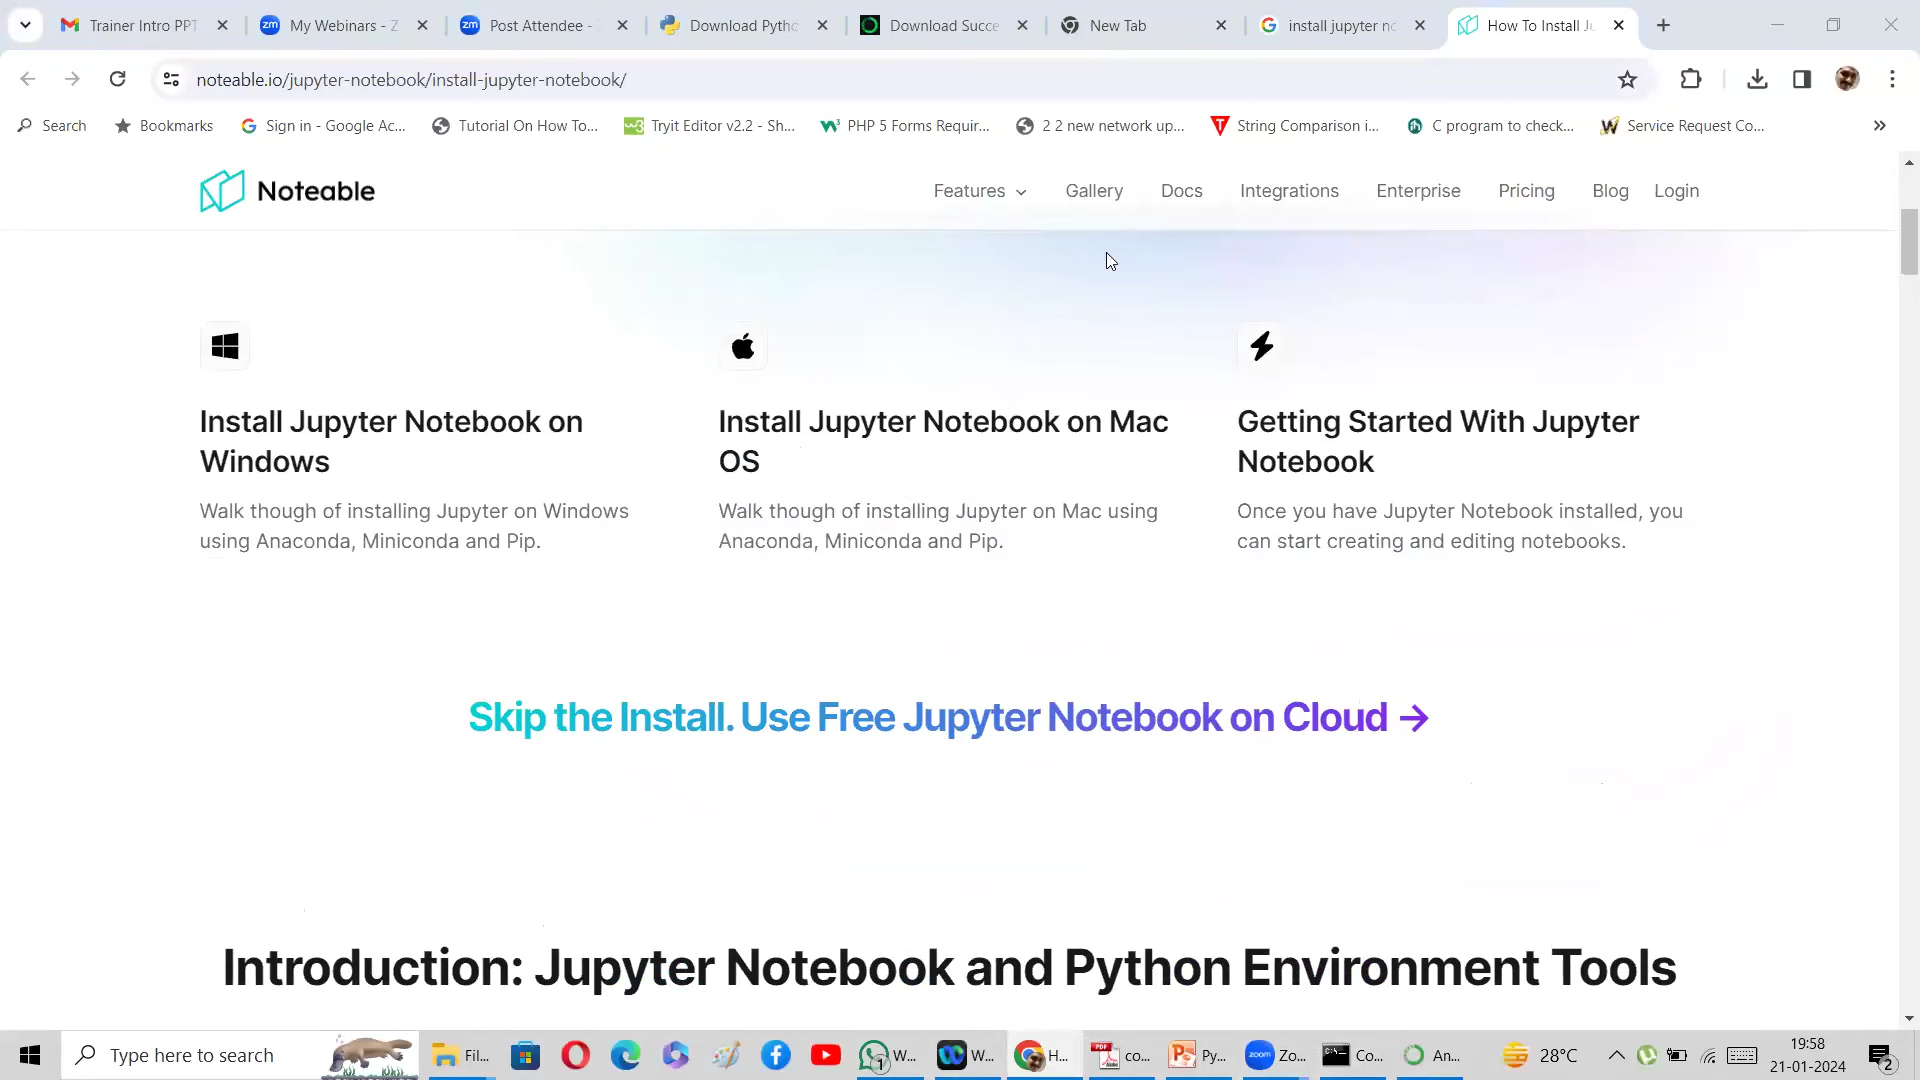 Trainer Intro PPT
My Webinars - Z
Post Attendee -
Download Pytho
Download Succe
New Tab
install jupyter no
How To Install Ju
noteable.io/jupyter-notebook/install-jupyter-notebook/
Search
Bookmarks
Sign in - Google Ac...
Tutorial On How To...
Tryit Editor v2.2 - Sh...
PHP 5 Forms Requir...
2 2 new network up...
String Comparison i...
C program to check...
Service Request Co...
Noteable
Features
Gallery
Docs
Integrations
Enterprise
Pricing
Blog
Login
Install Jupyter Notebook on
Windows
Walk though of installing Jupyter on Windows
using Anaconda, Miniconda and Pip.
Install Jupyter Notebook on Mac
OS
Walk though of installing Jupyter on Mac using
Anaconda, Miniconda and Pip.
Getting Started With Jupyter
Notebook
Once you have Jupyter Notebook installed, you
can start creating and editing notebooks.
Skip the Install. Use Free Jupyter Notebook on Cloud →
Introduction: Jupyter Notebook and Python Environment Tools
Type here to search
Fil...
W...
W...
H...
co...
Py...
Zo...
Co...
An...
28°C
19:58
21-01-2024
2